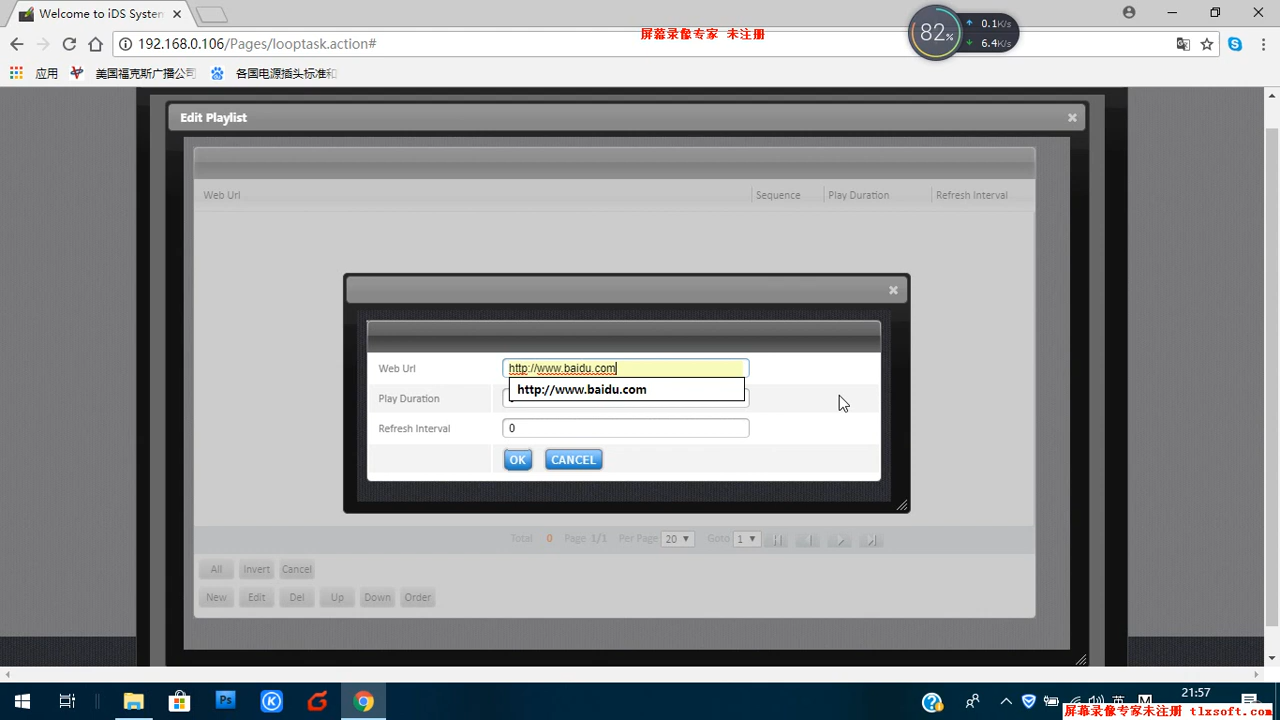 Welcome to iDS System
192.168.0.106/Pages/looptask.action#
屏幕录像专家 未注册
82%
0.1K/s
6.4K/s
应用
美国福克斯广播公司
各国电源插头标准和
Edit Playlist
Web Url
Sequence
Play Duration
Refresh Interval
Web Url
http://www.baidu.com
http://www.baidu.com
Play Duration
Refresh Interval
0
OK
CANCEL
Total 0 Page 1/1 Per Page 20 Goto 1
All Invert Cancel
New Edit Del Up Down Order
英 M
21:57
屏幕录像专家未注册 tlxsoft.com